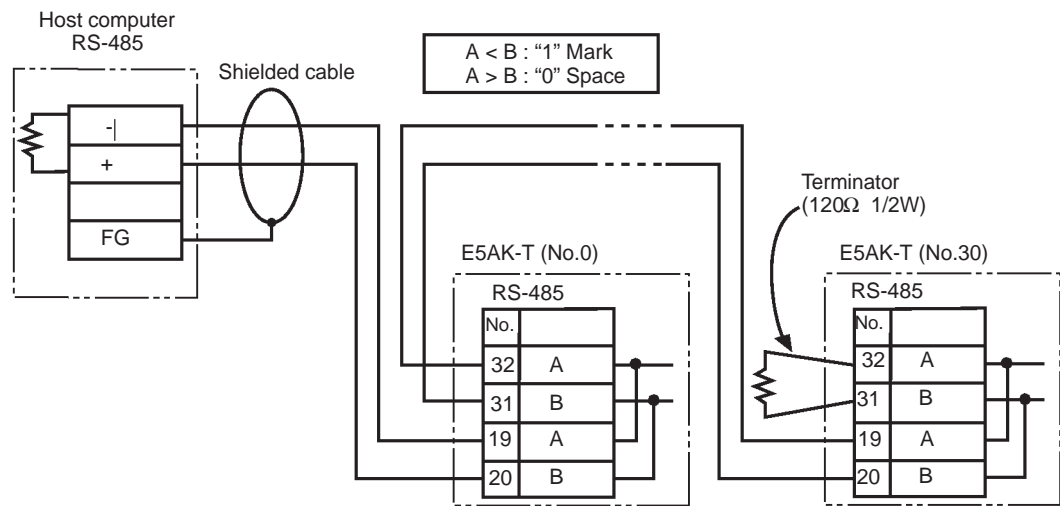 Host computer
RS-485
Shielded cable
A < B : “1” Mark
A > B : “0” Space
-
+
FG
Terminator
(120Ω 1/2W)
E5AK-T (No.0)
RS-485
No.
32 A
31 B
19 A
20 B
E5AK-T (No.30)
RS-485
No.
32 A
31 B
19 A
20 B